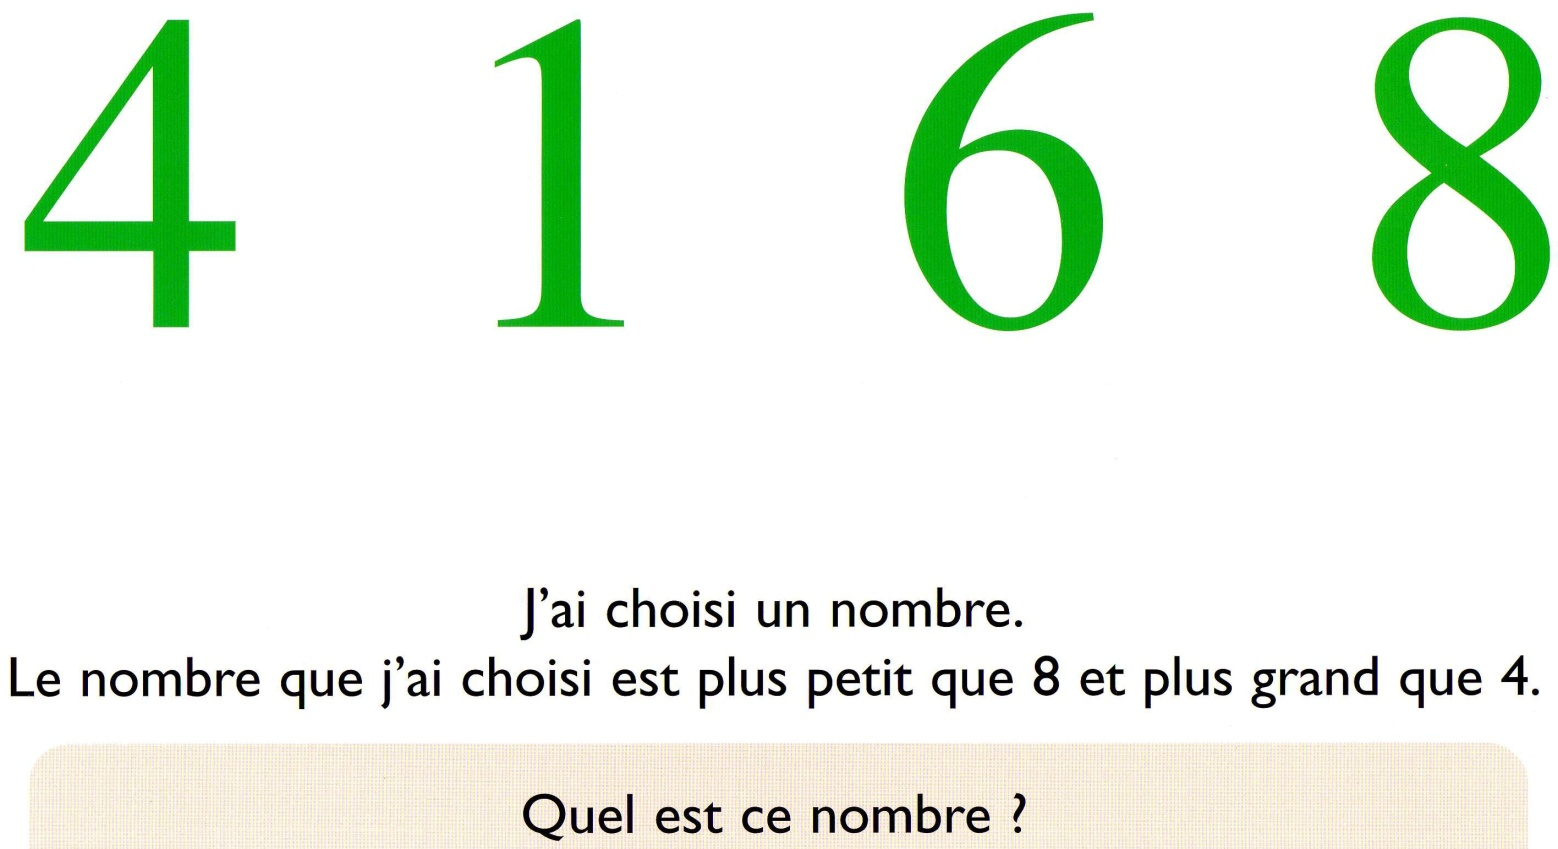 4 1 6 8
J’ai choisi un nombre.
Le nombre que j’ai choisi est plus petit que 8 et plus grand que 4.
Quel est ce nombre ?